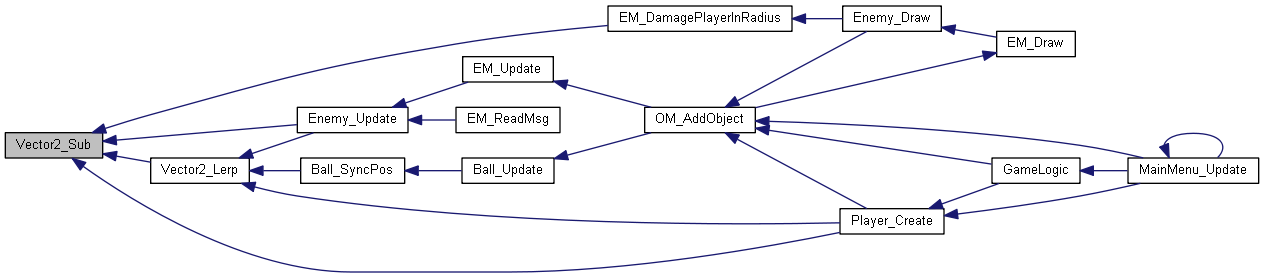 EM_DamagePlayerInRadius
Enemy_Draw
EM_Draw
EM_Update
Enemy_Update
EM_ReadMsg
OM_AddObject
Vector2_Sub
Vector2_Lerp
Ball_SyncPos
Ball_Update
GameLogic
MainMenu_Update
Player_Create